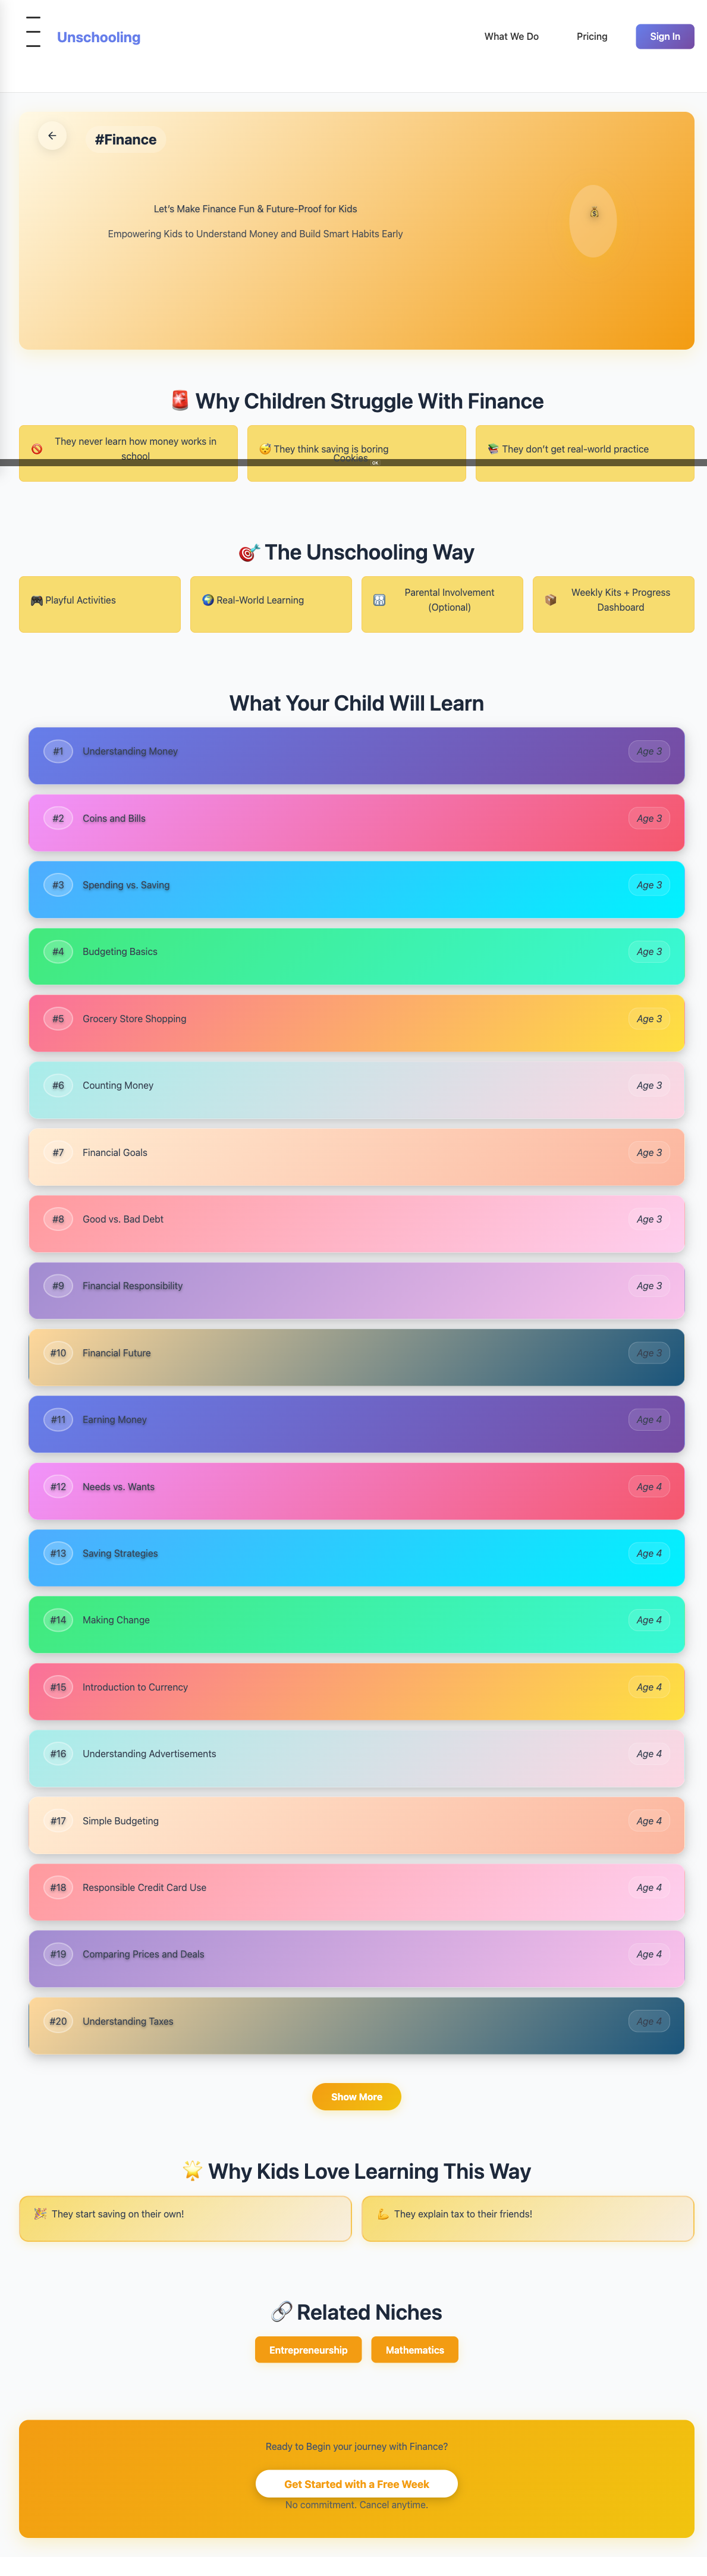 Unschooling
What We Do
Pricing
Sign In
#Finance
Let's Make Finance Fun & Future-Proof for Kids
Empowering Kids to Understand Money and Build Smart Habits Early
Why Children Struggle With Finance
They never learn how money works in
school
They think saving is boring
They don't get real-world practice
Cookies
OK
The Unschooling Way
Playful Activities
Real-World Learning
Parental Involvement
(Optional)
Weekly Kits + Progress
Dashboard
What Your Child Will Learn
#1 Understanding Money Age 3
#2 Coins and Bills Age 3
#3 Spending vs. Saving Age 3
#4 Budgeting Basics Age 3
#5 Grocery Store Shopping Age 3
#6 Counting Money Age 3
#7 Financial Goals Age 3
#8 Good vs. Bad Debt Age 3
#9 Financial Responsibility Age 3
#10 Financial Future Age 3
#11 Earning Money Age 4
#12 Needs vs. Wants Age 4
#13 Saving Strategies Age 4
#14 Making Change Age 4
#15 Introduction to Currency Age 4
#16 Understanding Advertisements Age 4
#17 Simple Budgeting Age 4
#18 Responsible Credit Card Use Age 4
#19 Comparing Prices and Deals Age 4
#20 Understanding Taxes Age 4
Show More
Why Kids Love Learning This Way
They start saving on their own!
They explain tax to their friends!
Related Niches
Entrepreneurship
Mathematics
Ready to Begin your journey with Finance?
Get Started with a Free Week
No commitment. Cancel anytime.